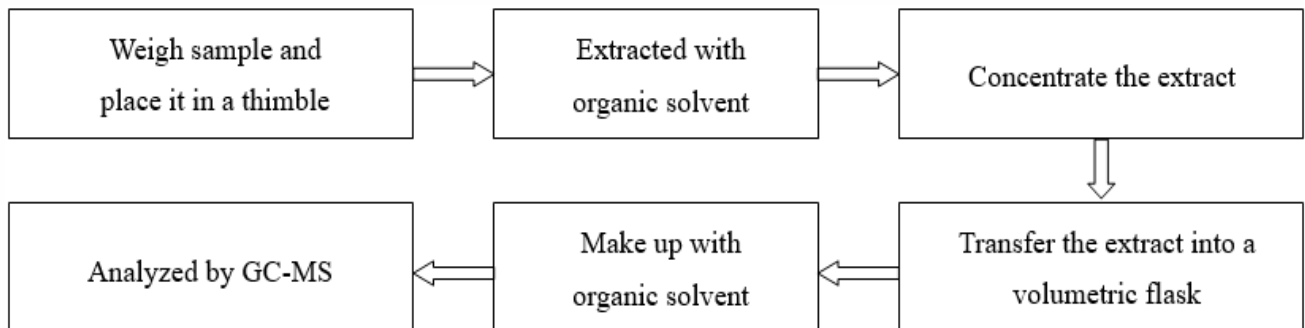 Weigh sample and
place it in a thimble
Extracted with
organic solvent
Concentrate the extract
Transfer the extract into a
volumetric flask
Make up with
organic solvent
Analyzed by GC-MS